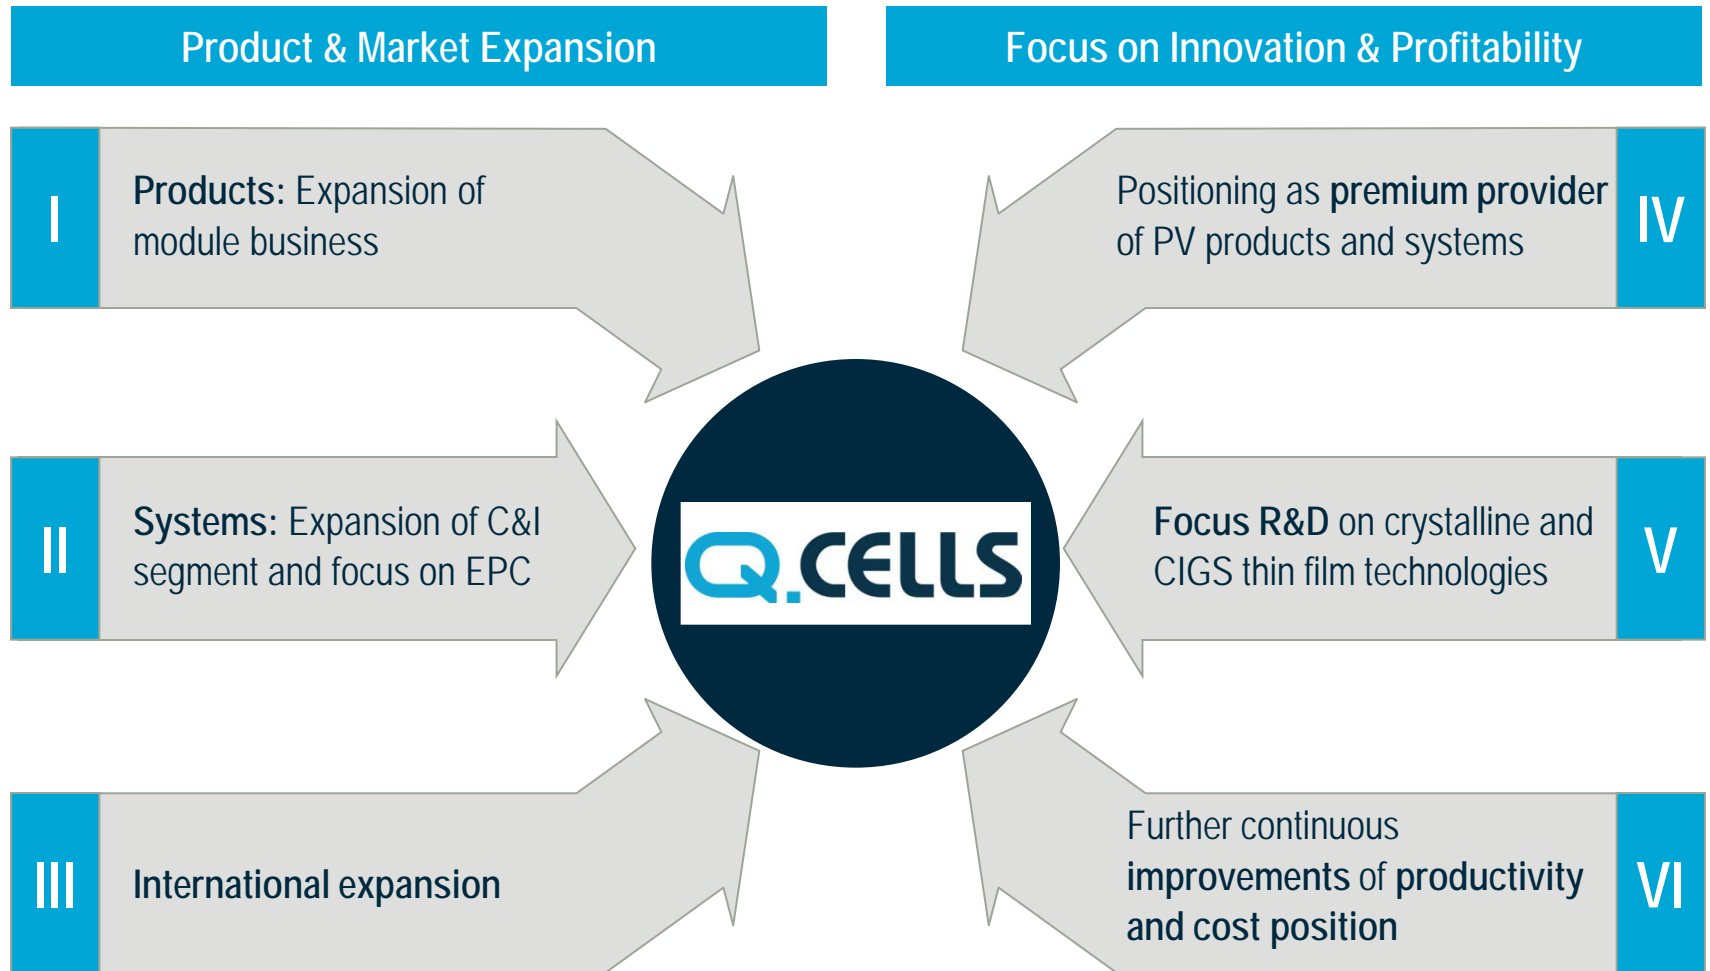 Product & Market Expansion
Focus on Innovation & Profitability
I
Products: Expansion of
module business
II
Systems: Expansion of C&I
segment and focus on EPC
III
International expansion
Q.CELLS
Positioning as premium provider
of PV products and systems
IV
Focus R&D on crystalline and
CIGS thin film technologies
V
Further continuous
improvements of productivity
and cost position
VI